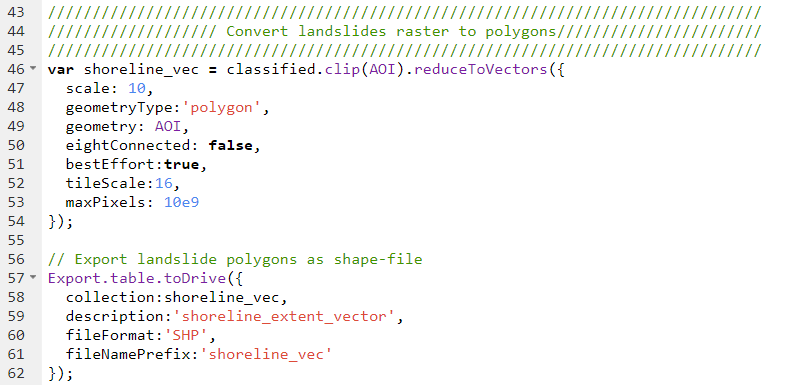 43 ////////////////////////////////////////////////////////////////////////////////
44 /////////////////// Convert landslides raster to polygons///////////////////////
45 ////////////////////////////////////////////////////////////////////////////////
46 var shoreline_vec = classified.clip(AOI).reduceToVectors({
47   scale: 10,
48   geometryType:'polygon',
49   geometry: AOI,
50   eightConnected: false,
51   bestEffort:true,
52   tileScale:16,
53   maxPixels: 10e9
54 });
55
56 // Export landslide polygons as shape-file
57 Export.table.toDrive({
58   collection:shoreline_vec,
59   description:'shoreline_extent_vector',
60   fileFormat:'SHP',
61   fileNamePrefix:'shoreline_vec'
62 });